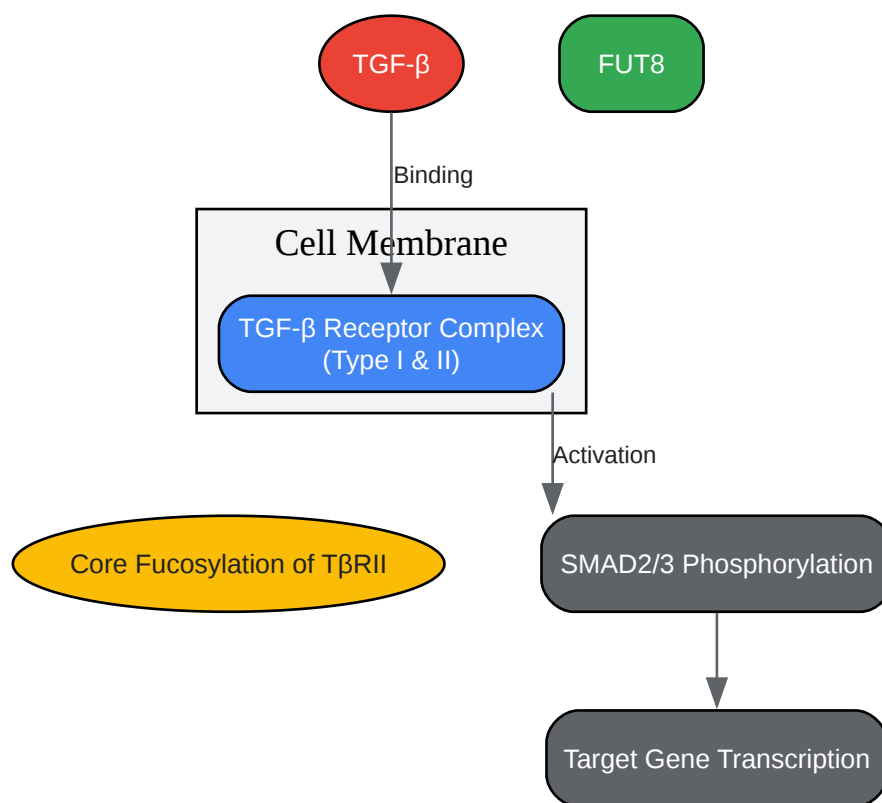 TGF-β
FUT8
Binding
Cell Membrane
TGF-β Receptor Complex
(Type I & II)
Activation
Core Fucosylation of TβRII
SMAD2/3 Phosphorylation
Target Gene Transcription